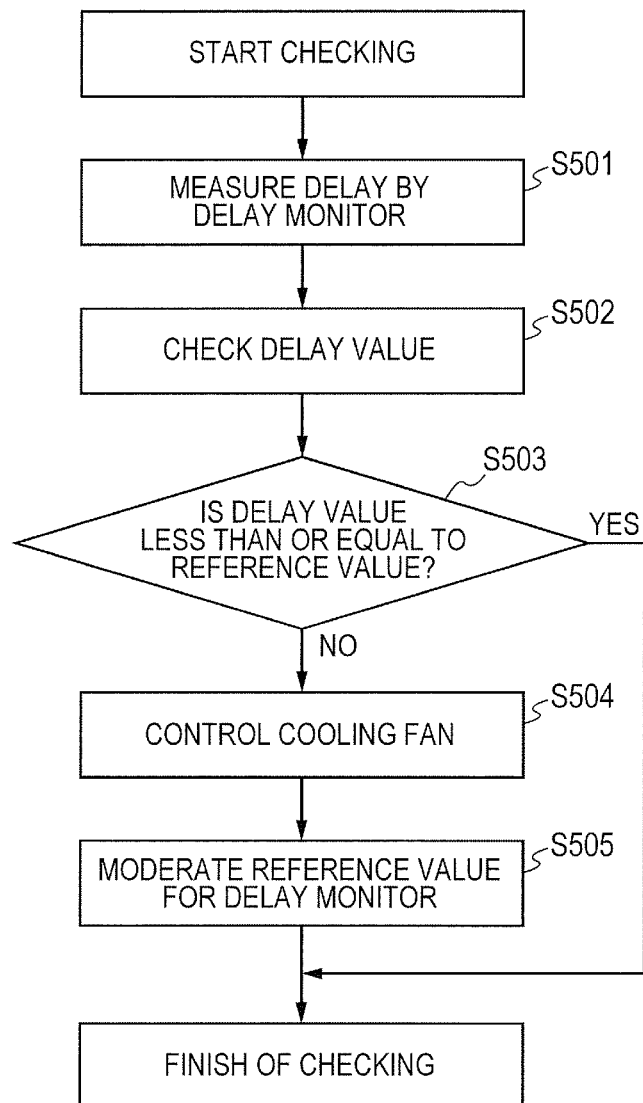 START CHECKING
S501
MEASURE DELAY BY
DELAY MONITOR
S502
CHECK DELAY VALUE
S503
IS DELAY VALUE
LESS THAN OR EQUAL TO
REFERENCE VALUE?
YES
NO
S504
CONTROL COOLING FAN
S505
MODERATE REFERENCE VALUE
FOR DELAY MONITOR
FINISH OF CHECKING